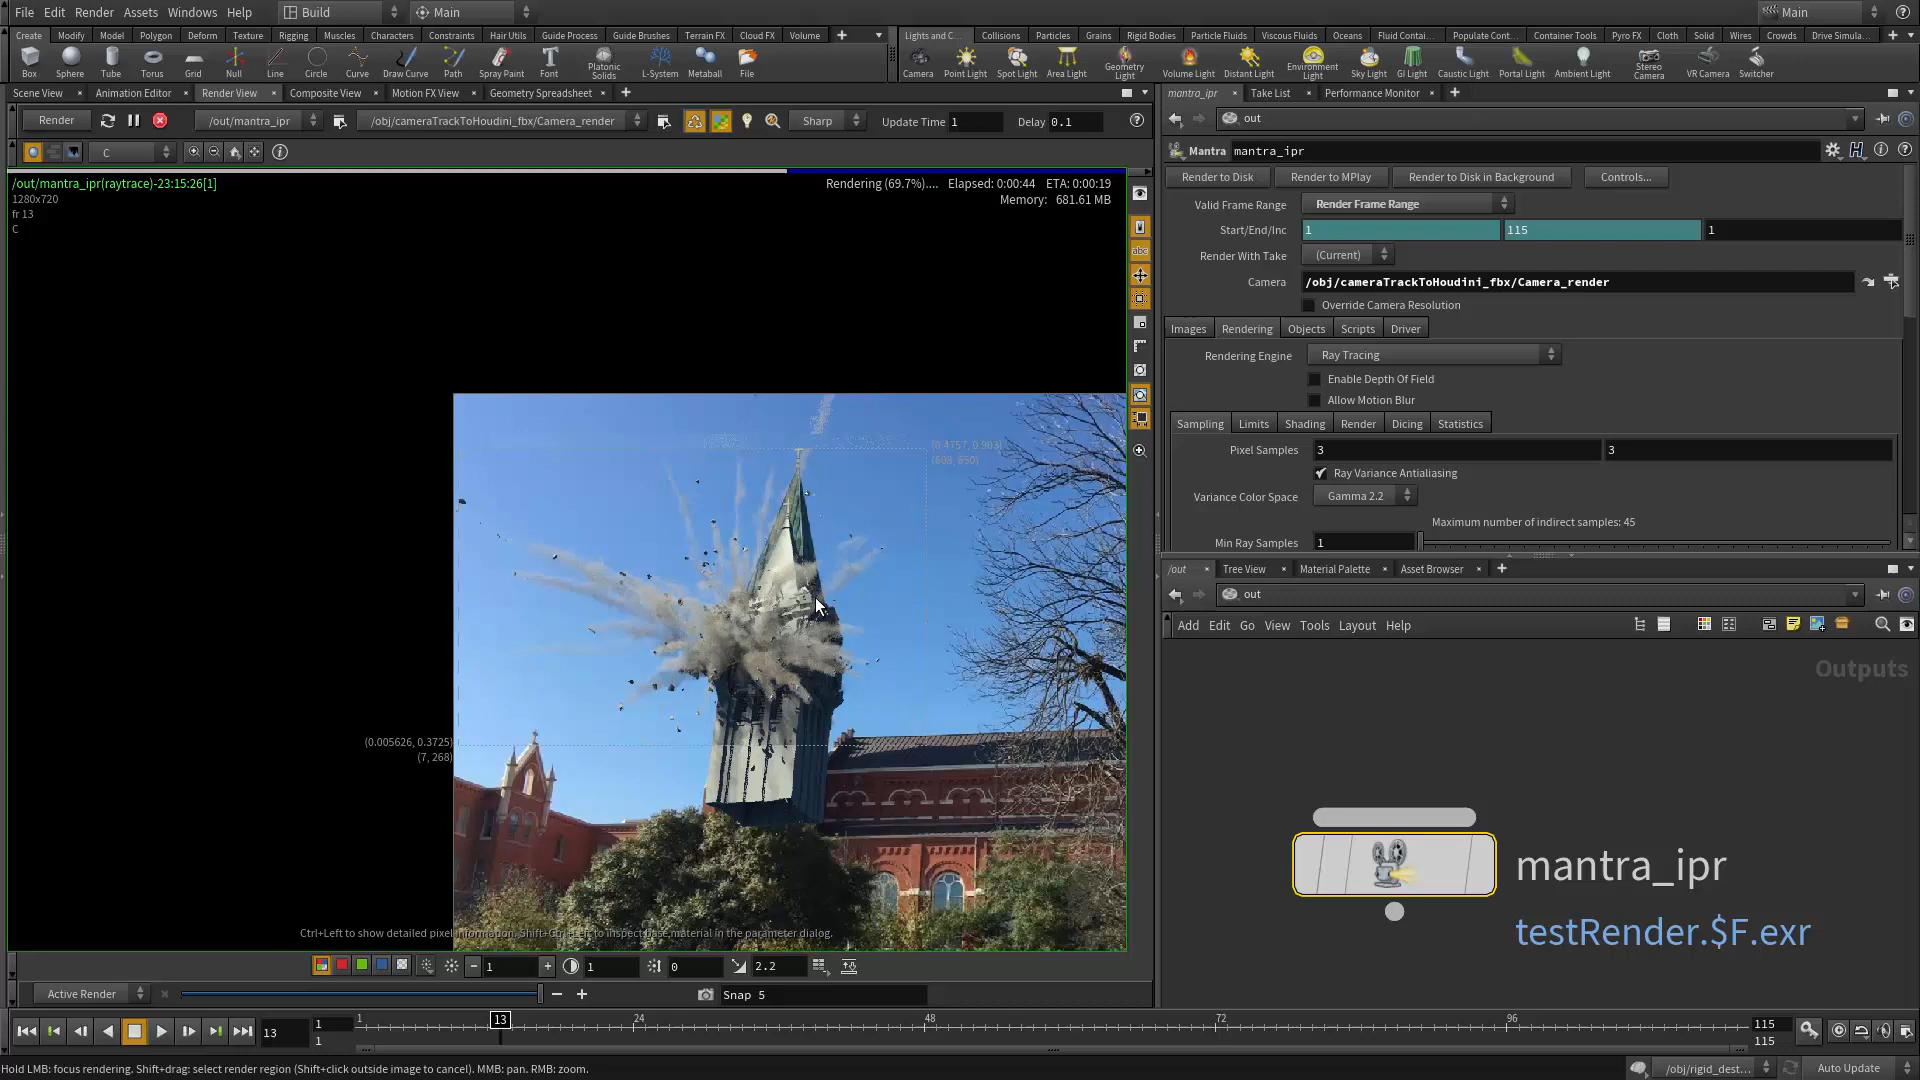 File Edit Render Assets Windows Help Build Main Main
Create Modify Model Polygon Deform Texture Rigging Muscles Characters Constraints Hair Utils Guide Process Guide Brushes Terrain FX Cloud FX Volume
Lights and C... Collisions Particles Grains Rigid Bodies Particle Fluids Viscous Fluids Oceans Fluid Contai... Populate Cont... Container Tools Pyro FX Cloth Solid Wires Crowds Drive Simula...
Box Sphere Tube Torus Grid Null Line Circle Curve Draw Curve Path Spray Paint Font Platonic Solids L-System Metaball File
Camera Point Light Spot Light Area Light Geometry Light Volume Light Distant Light Environment Light Sky Light GI Light Caustic Light Portal Light Ambient Light Stereo Camera VR Camera Switcher
Scene View Animation Editor Render View Composite View Motion FX View Geometry Spreadsheet
Render /out/mantra_ipr /obj/cameraTrackToHoudini_fbx/Camera_render Sharp Update Time 1 Delay 0.1
C
/out/mantra_ipr(raytrace)-23:15:26[1]
1280x720
fr 13
C
Rendering (69.7%).... Elapsed: 0:00:44 ETA: 0:00:19
Memory: 681.61 MB
(0.4757, 0.903)
(608, 650)
(0.005626, 0.3725)
(7, 268)
Ctrl+Left to show detailed pixel information. Shift+Ctrl+Left to inspect base material in the parameter dialog.
1 1 0 2.2
Active Render Snap 5
mantra_ipr Take List Performance Monitor
out
Mantra mantra_ipr
Render to Disk Render to MPlay Render to Disk in Background Controls...
Valid Frame Range Render Frame Range
Start/End/Inc 1 115 1
Render With Take (Current)
Camera /obj/cameraTrackToHoudini_fbx/Camera_render
Override Camera Resolution
Images Rendering Objects Scripts Driver
Rendering Engine Ray Tracing
Enable Depth Of Field
Allow Motion Blur
Sampling Limits Shading Render Dicing Statistics
Pixel Samples 3 3
Ray Variance Antialiasing
Variance Color Space Gamma 2.2
Maximum number of indirect samples: 45
Min Ray Samples 1
/out Tree View Material Palette Asset Browser
out
Add Edit Go View Tools Layout Help
Outputs
mantra_ipr
testRender.$F.exr
13 1 1 1 13 24 48 72 96 115 115
Hold LMB: focus rendering. Shift+drag: select render region (Shift+click outside image to cancel). MMB: pan. RMB: zoom.
/obj/rigid_dest... Auto Update